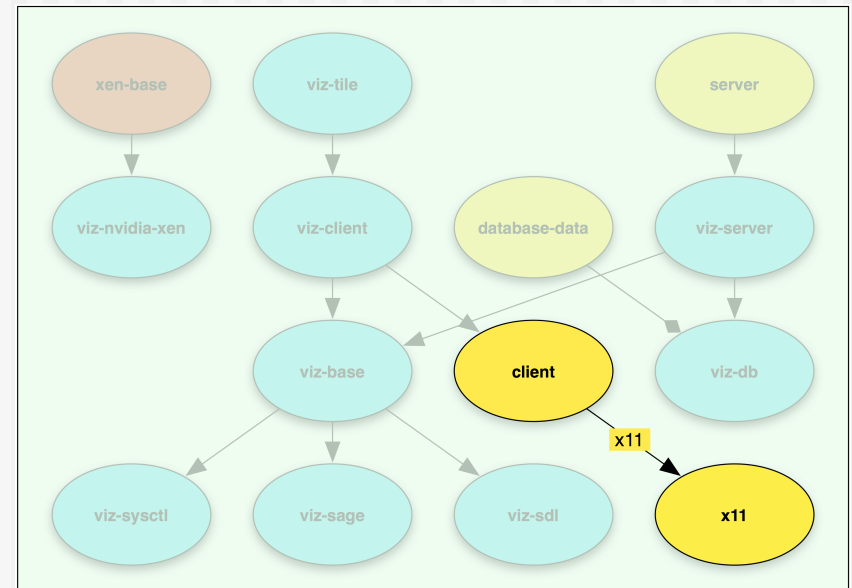 xen-base
viz-tile
server
viz-nvidia-xen
viz-client
database-data
viz-server
viz-base
client
viz-db
x11
viz-sysctl
viz-sage
viz-sdl
x11